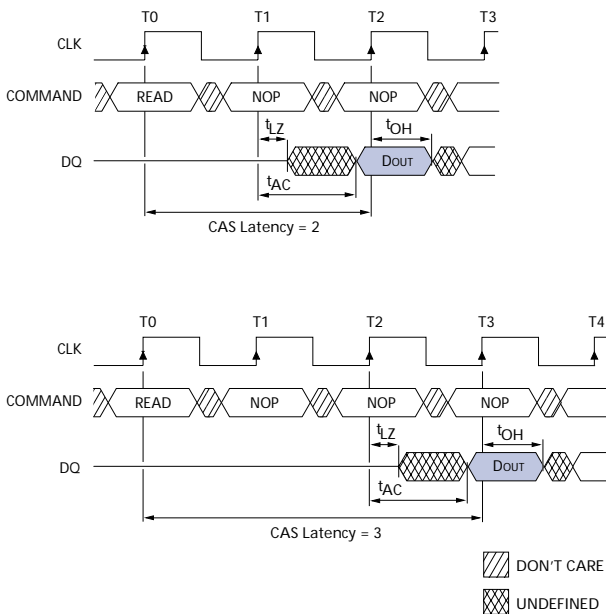 T0 T1 T2 T3
CLK
COMMAND READ NOP NOP
tLZ tOH
DQ DOUT
tAC
CAS Latency = 2
T0 T1 T2 T3 T4
CLK
COMMAND READ NOP NOP NOP
tLZ tOH
DQ DOUT
tAC
CAS Latency = 3
DON'T CARE
UNDEFINED